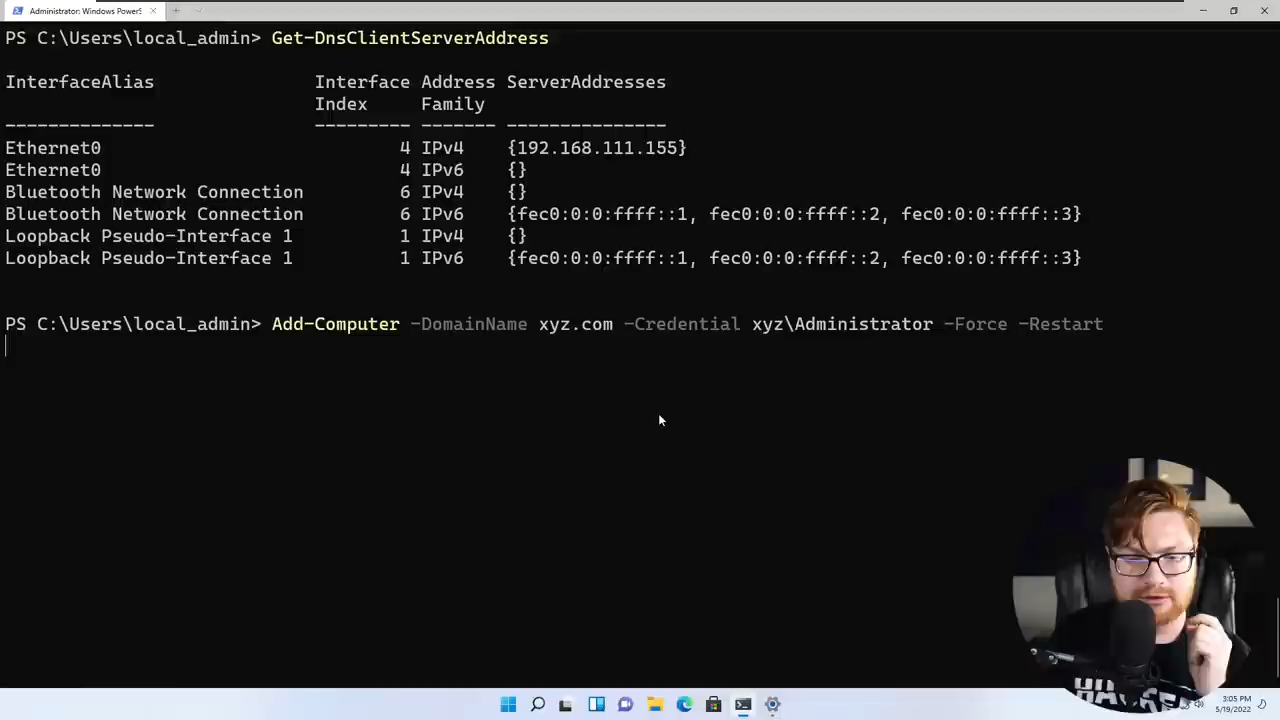 Administrator: Windows PowerS
PS C:\Users\local_admin> Get-DnsClientServerAddress
InterfaceAlias Interface Address ServerAddresses
Index Family
-------------- --------- ------- ---------------
Ethernet0 4 IPv4 {192.168.111.155}
Ethernet0 4 IPv6 {}
Bluetooth Network Connection 6 IPv4 {}
Bluetooth Network Connection 6 IPv6 {fec0:0:0:ffff::1, fec0:0:0:ffff::2, fec0:0:0:ffff::3}
Loopback Pseudo-Interface 1 1 IPv4 {}
Loopback Pseudo-Interface 1 1 IPv6 {fec0:0:0:ffff::1, fec0:0:0:ffff::2, fec0:0:0:ffff::3}
PS C:\Users\local_admin> Add-Computer -DomainName xyz.com -Credential xyz\Administrator -Force -Restart
3:05 PM
5/19/2022